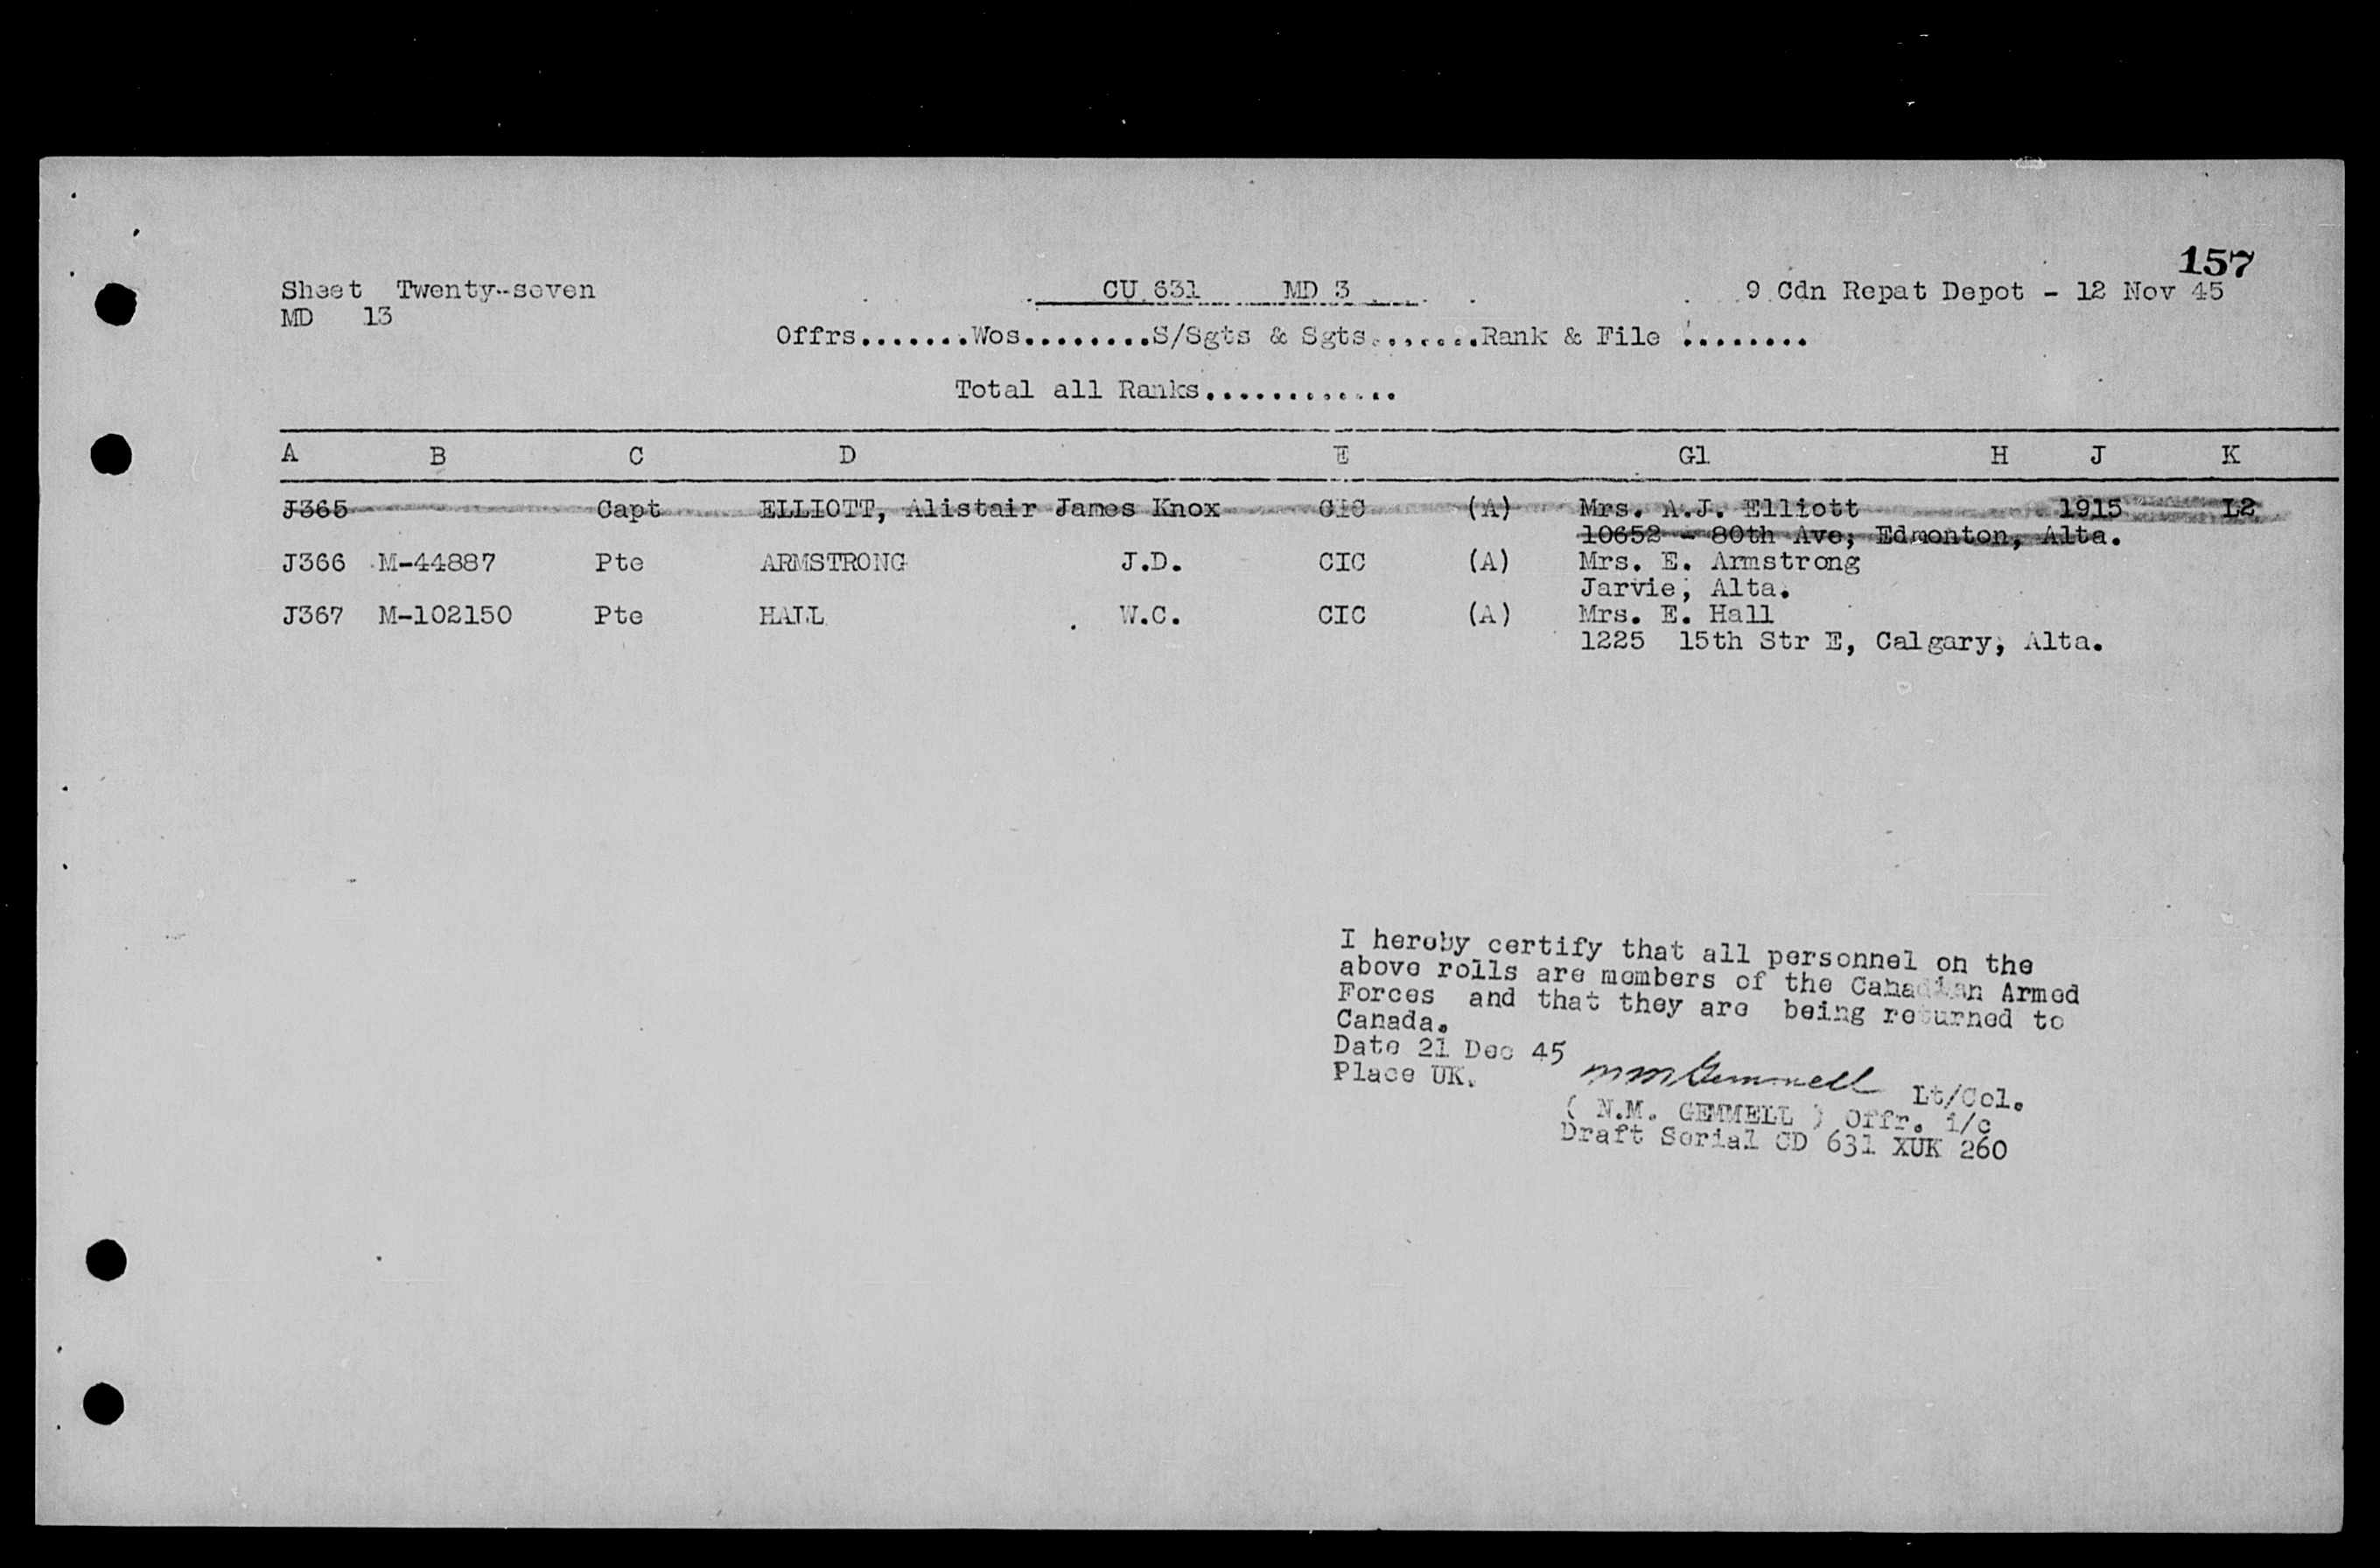 157
Sheet Twenty-seven CU 631 MD 3 9 Cdn Repat Depot - 12 Nov 45
MD 13
Offrs.......Wos........S/Sgts & Sgts.......Rank & File ........
Total all Ranks............
A B C D E G1 H J K
J365 Capt ELLIOTT, Alistair James Knox CIC (A) Mrs. A.J. Elliott 1915 L2
10652 - 80th Ave; Edmonton, Alta.
J366 M-44887 Pte ARMSTRONG J.D. CIC (A) Mrs. E. Armstrong
Jarvie, Alta.
J367 M-102150 Pte HALL W.C. CIC (A) Mrs. E. Hall
1225 15th Str E, Calgary, Alta.
I hereby certify that all personnel on the
above rolls are members of the Canadian Armed
Forces and that they are being returned to
Canada.
Date 21 Dec 45
Place UK.
NM Gemmell Lt/Col.
( N.M. GEMMELL ) Offr. i/c
Draft Serial CD 631 XUK 260